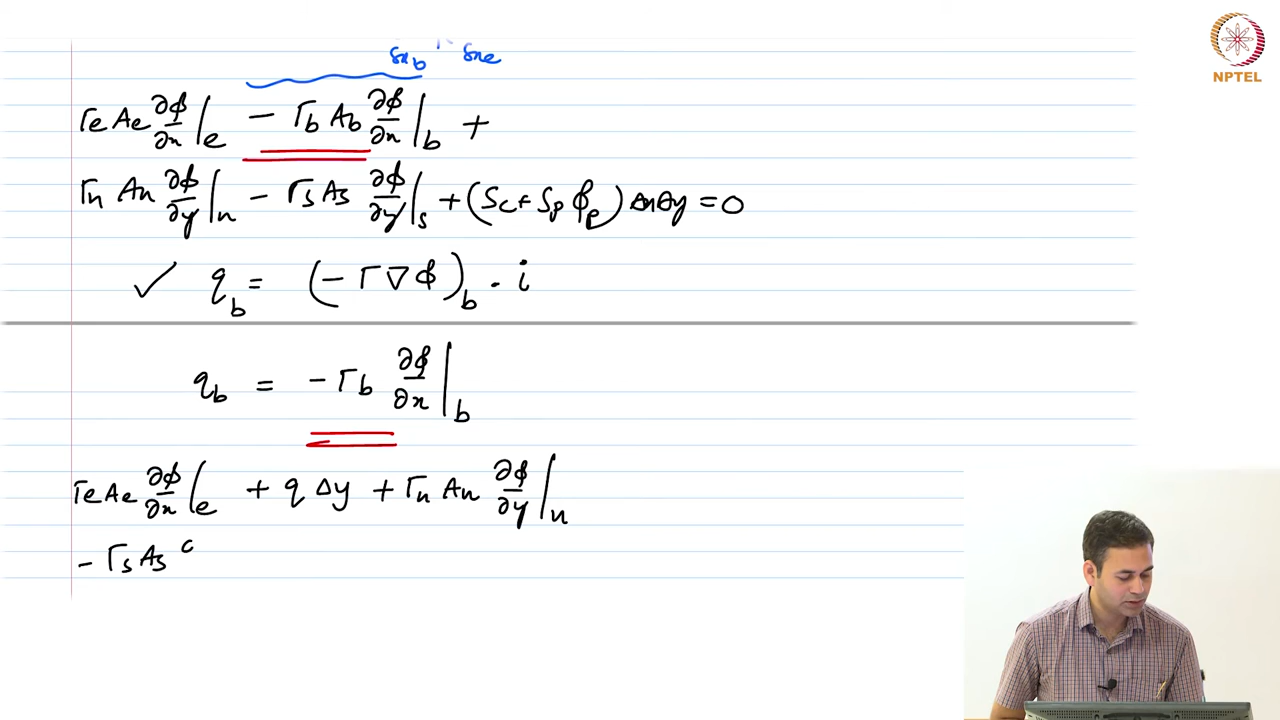 δx_b δx_e
Γe Ae ∂ϕ/∂x|e − Γb Ab ∂ϕ/∂x|b +
Γn An ∂ϕ/∂y|n − Γs As ∂ϕ/∂y|s + (Sc + Sp ϕp) ΔxΔy = 0
✓ q_b = (− Γ ∇ ϕ)_b · i
q_b = − Γb ∂ϕ/∂x|b
Γe Ae ∂ϕ/∂x|e + q Δy + Γn An ∂ϕ/∂y|n
− Γs As
NPTEL